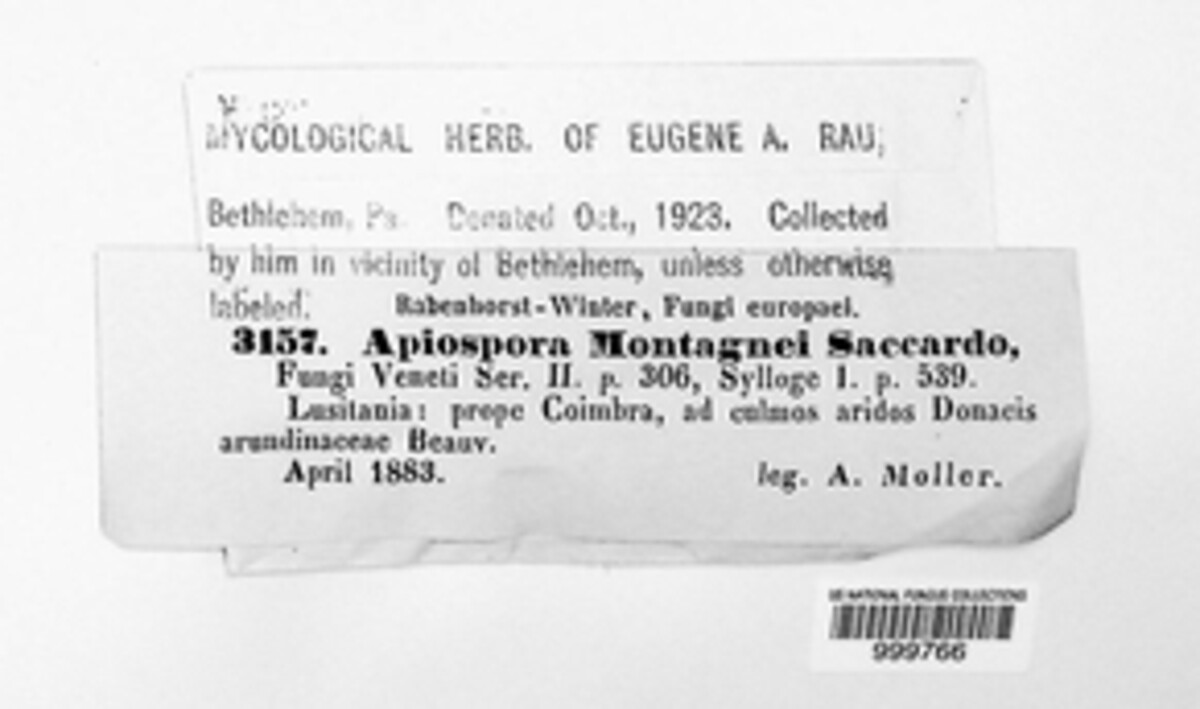 MYCOLOGICAL HERB. OF EUGENE A. RAU,
Bethlehem, Pa. Donated Oct., 1923. Collected
by him in vicinity of Bethlehem, unless otherwise
labeled.
Rabenhorst-Winter, Fungi europaei.
3157. Apiospora Montagnei Saccardo,
Fungi Veneti Ser. II. p. 306, Sylloge I. p. 539.
Lusitania: prope Coimbra, ad culmos aridos Donacis
arundinaceae Beauv.
April 1883. leg. A. Moller.
US NATIONAL FUNGUS COLLECTIONS
999766